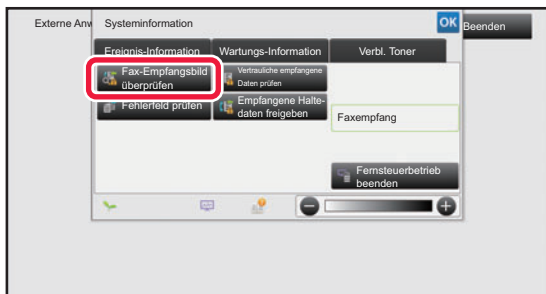 Externe Anw
Systeminformation
OK
Beenden
Ereignis-Information
Wartungs-Information
Verbl. Toner
Fax-Empfangsbild
überprüfen
Vertrauliche empfangene
Daten prüfen
Fehlerfeld prüfen
Empfangene Halte-
daten freigeben
Faxempfang
Fernsteuerbetrieb
beenden